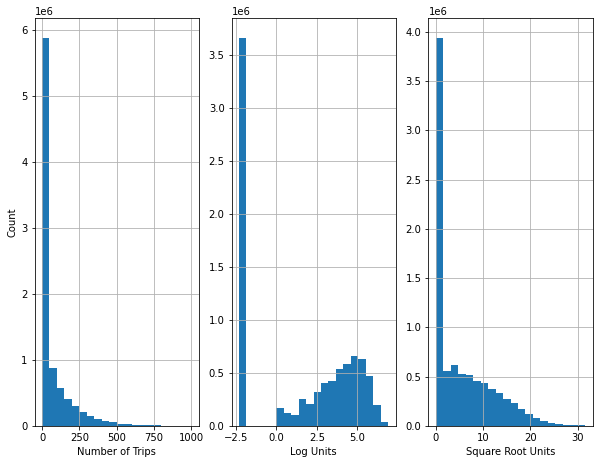 1e6
6
5
4
3
2
1
0
Count
0 250 500 750 1000
Number of Trips
1e6
3.5
3.0
2.5
2.0
1.5
1.0
0.5
0.0
-2.5 0.0 2.5 5.0
Log Units
1e6
4.0
3.5
3.0
2.5
2.0
1.5
1.0
0.5
0.0
0 10 20 30
Square Root Units